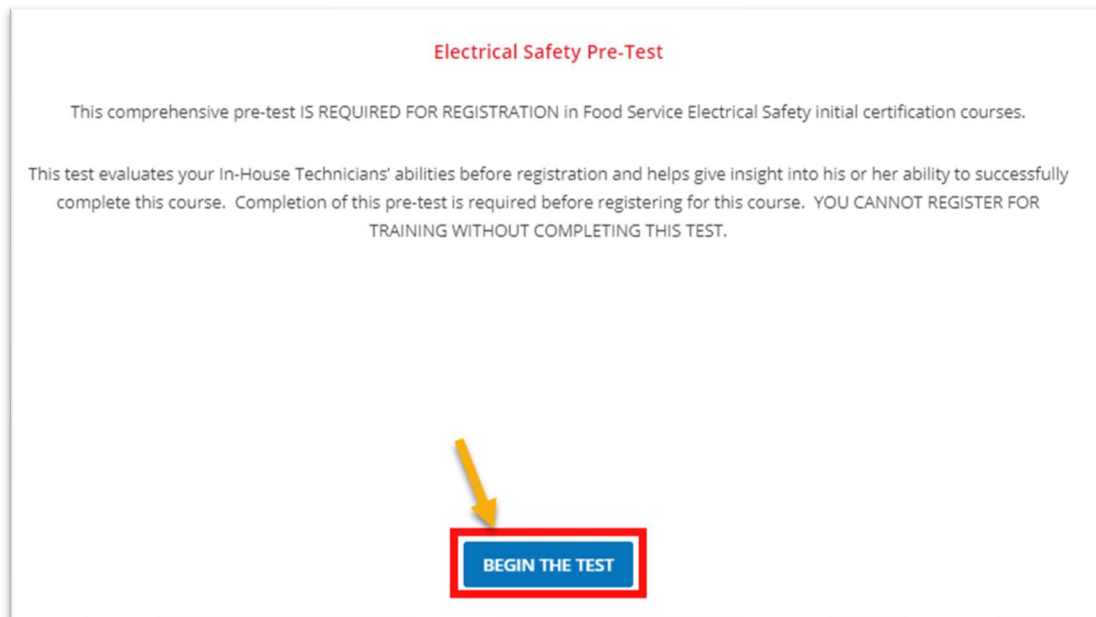 Electrical Safety Pre-Test
This comprehensive pre-test IS REQUIRED FOR REGISTRATION in Food Service Electrical Safety initial certification courses.
This test evaluates your In-House Technicians' abilities before registration and helps give insight into his or her ability to successfully
complete this course.  Completion of this pre-test is required before registering for this course.  YOU CANNOT REGISTER FOR
TRAINING WITHOUT COMPLETING THIS TEST.
BEGIN THE TEST